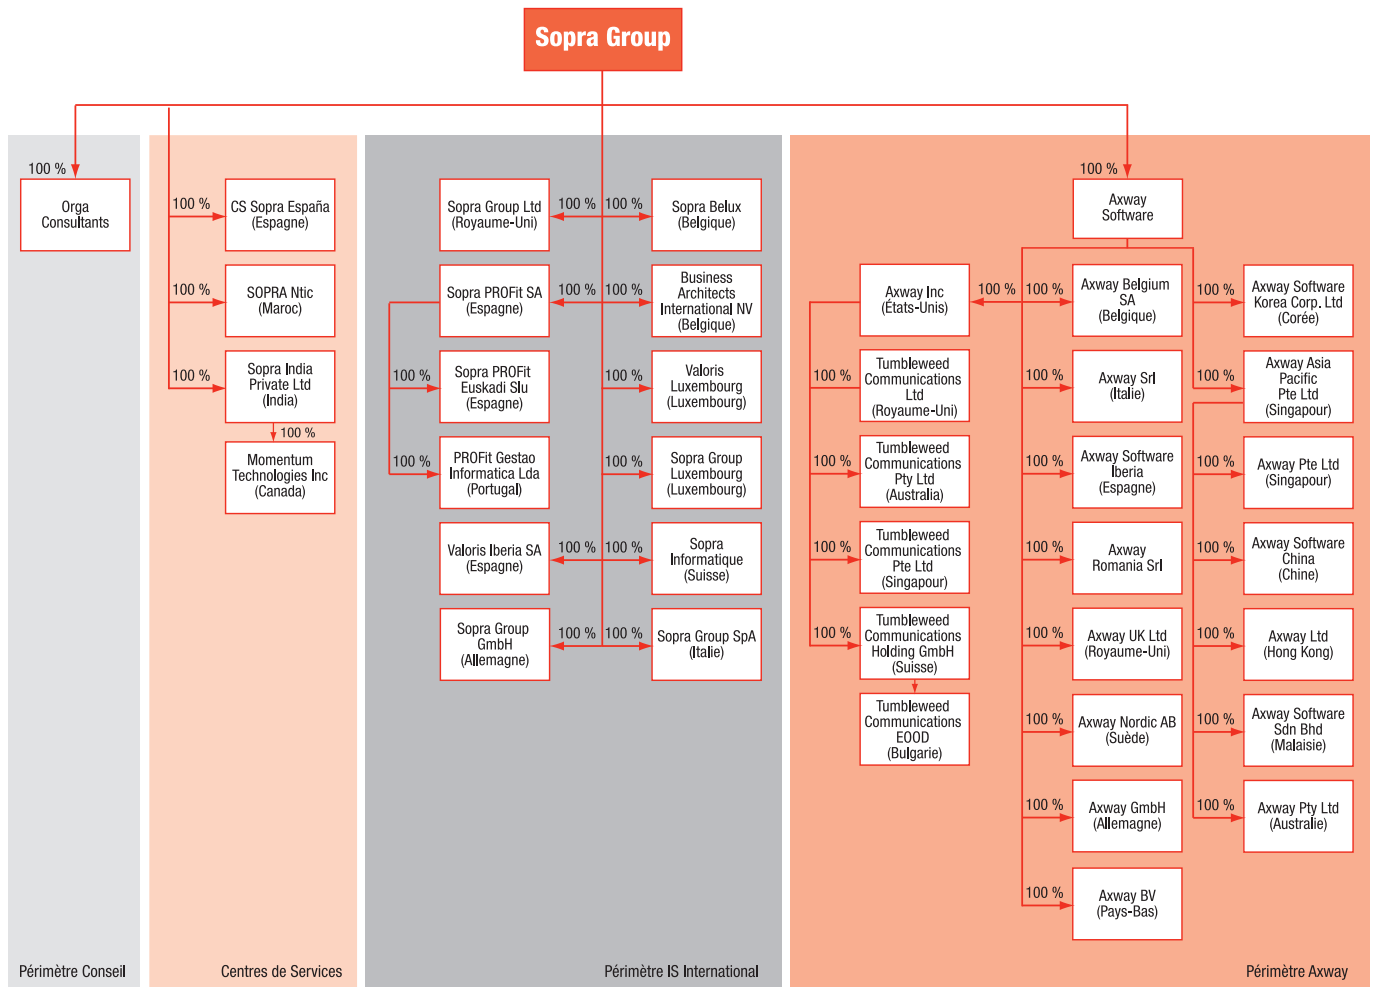 Sopra Group
100 %
Orga
Consultants
Périmètre Conseil
100 %
CS Sopra España
(Espagne)
100 %
SOPRA Ntic
(Maroc)
100 %
Sopra India
Private Ltd
(India)
100 %
Momentum
Technologies Inc
(Canada)
Centres de Services
Sopra Group Ltd
(Royaume-Uni)
100 %
100 %
Sopra Belux
(Belgique)
Sopra PROFit SA
(Espagne)
100 %
100 %
Business
Architects
International NV
(Belgique)
100 %
Sopra PROFit
Euskadi Slu
(Espagne)
100 %
Valoris
Luxembourg
(Luxembourg)
100 %
PROFit Gestao
Informatica Lda
(Portugal)
100 %
Sopra Group
Luxembourg
(Luxembourg)
Valoris Iberia SA
(Espagne)
100 %
100 %
Sopra
Informatique
(Suisse)
Sopra Group
GmbH
(Allemagne)
100 %
100 %
Sopra Group SpA
(Italie)
Périmètre IS International
100 %
Axway
Software
Axway Inc
(États-Unis)
100 %
100 %
Axway Belgium
SA
(Belgique)
100 %
Axway Software
Korea Corp. Ltd
(Corée)
100 %
Tumbleweed
Communications
Ltd
(Royaume-Uni)
100 %
Axway Srl
(Italie)
100 %
Axway Asia
Pacific
Pte Ltd
(Singapour)
100 %
Tumbleweed
Communications
Pty Ltd
(Australia)
100 %
Axway Software
Iberia
(Espagne)
100 %
Axway Pte Ltd
(Singapour)
100 %
Tumbleweed
Communications
Pte Ltd
(Singapour)
100 %
Axway
Romania Srl
100 %
Axway Software
China
(Chine)
100 %
Tumbleweed
Communications
Holding GmbH
(Suisse)
100 %
Axway UK Ltd
(Royaume-Uni)
100 %
Axway Ltd
(Hong Kong)
Tumbleweed
Communications
EOOD
(Bulgarie)
100 %
Axway Nordic AB
(Suède)
100 %
Axway Software
Sdn Bhd
(Malaisie)
100 %
Axway GmbH
(Allemagne)
100 %
Axway Pty Ltd
(Australie)
100 %
Axway BV
(Pays-Bas)
Périmètre Axway